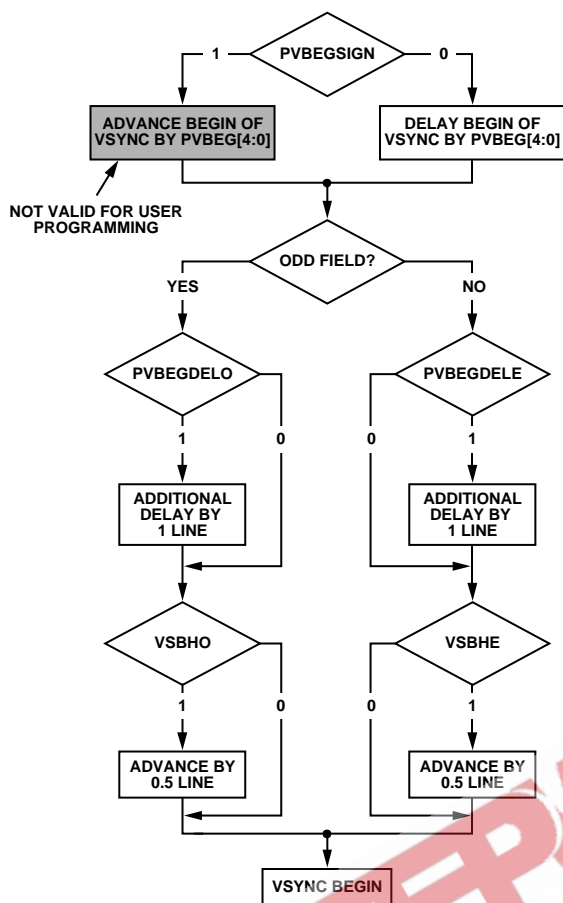 PVBEGSIGN
1
0
ADVANCE BEGIN OF
VSYNC BY PVBEG[4:0]
DELAY BEGIN OF
VSYNC BY PVBEG[4:0]
NOT VALID FOR USER
PROGRAMMING
ODD FIELD?
YES
NO
PVBEGDELO
PVBEGDELE
1
0
0
1
ADDITIONAL
DELAY BY
1 LINE
ADDITIONAL
DELAY BY
1 LINE
VSBHO
VSBHE
1
0
0
1
ADVANCE BY
0.5 LINE
ADVANCE BY
0.5 LINE
VSYNC BEGIN